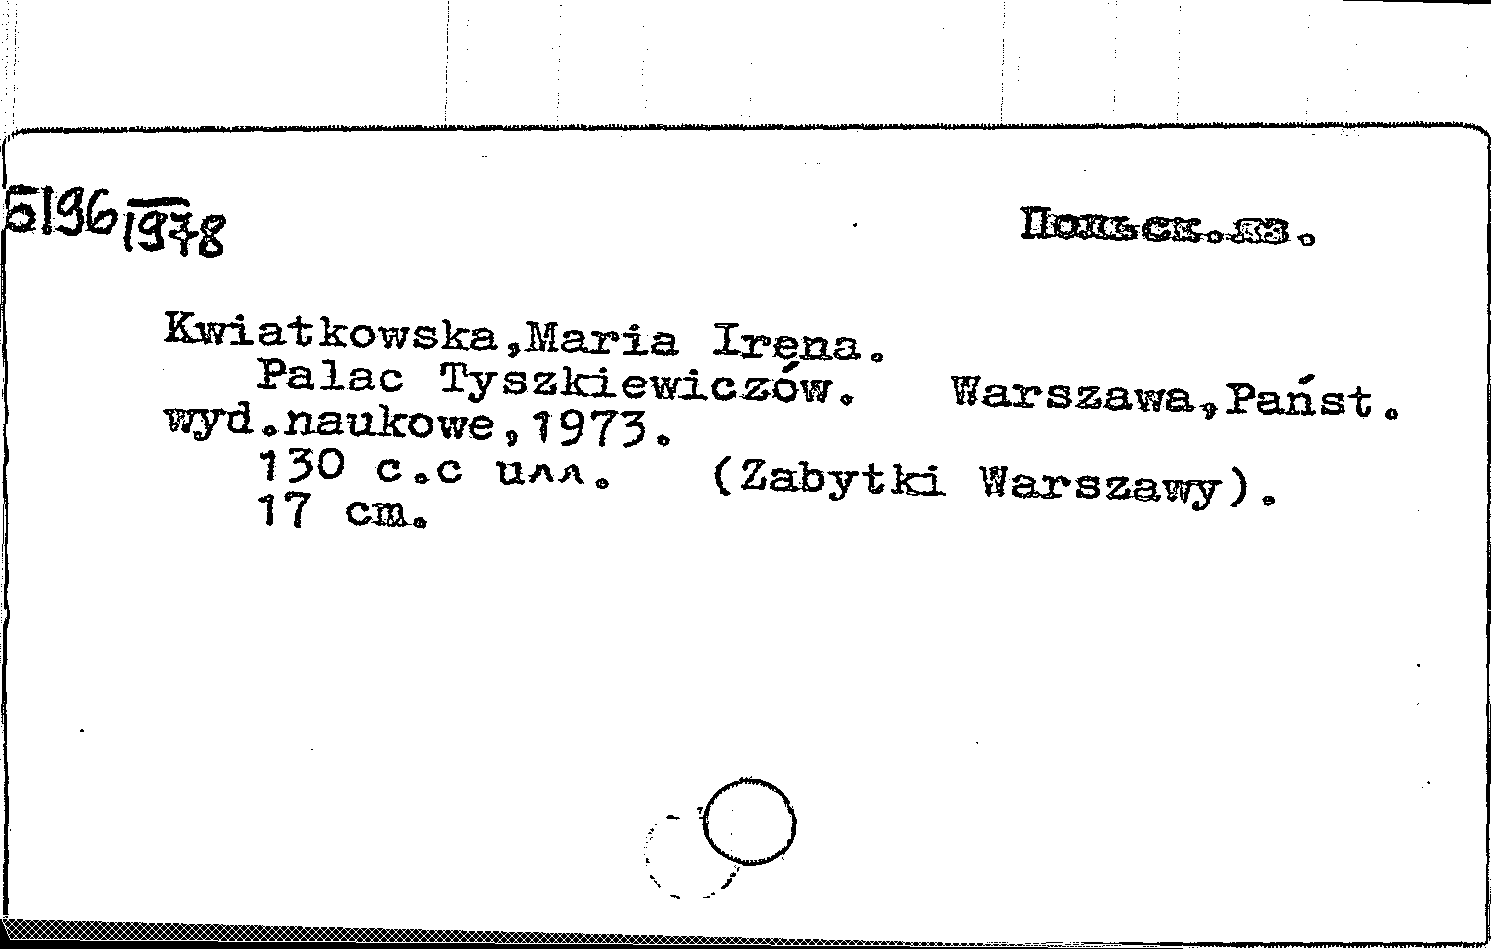 5196 1978
Польск.яз.
Kwiatkowska,Maria Irena.
Palac Tyszkiewiczów. Warszawa,Państ.
wyd.naukowe,1973.
130 c.c илл. (Zabytki Warszawy).
17 cm.